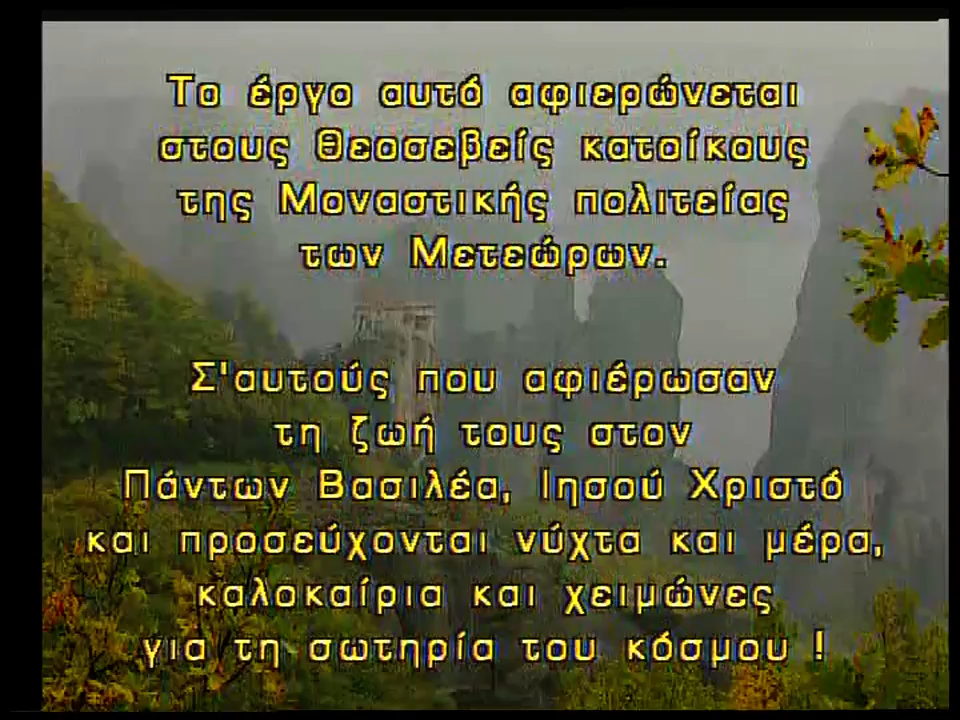 Το έργο αυτό αφιερώνεται
στους Θεοσεβείς κατοίκους
της Μοναστικής πολιτείας
των Μετεώρων.
Σ'αυτούς που αφιέρωσαν
τη ζωή τους στον
Πάντων Βασιλέα, Ιησού Χριστό
και προσεύχονται νύχτα και μέρα,
καλοκαίρια και χειμώνες
για τη σωτηρία του κόσμου !